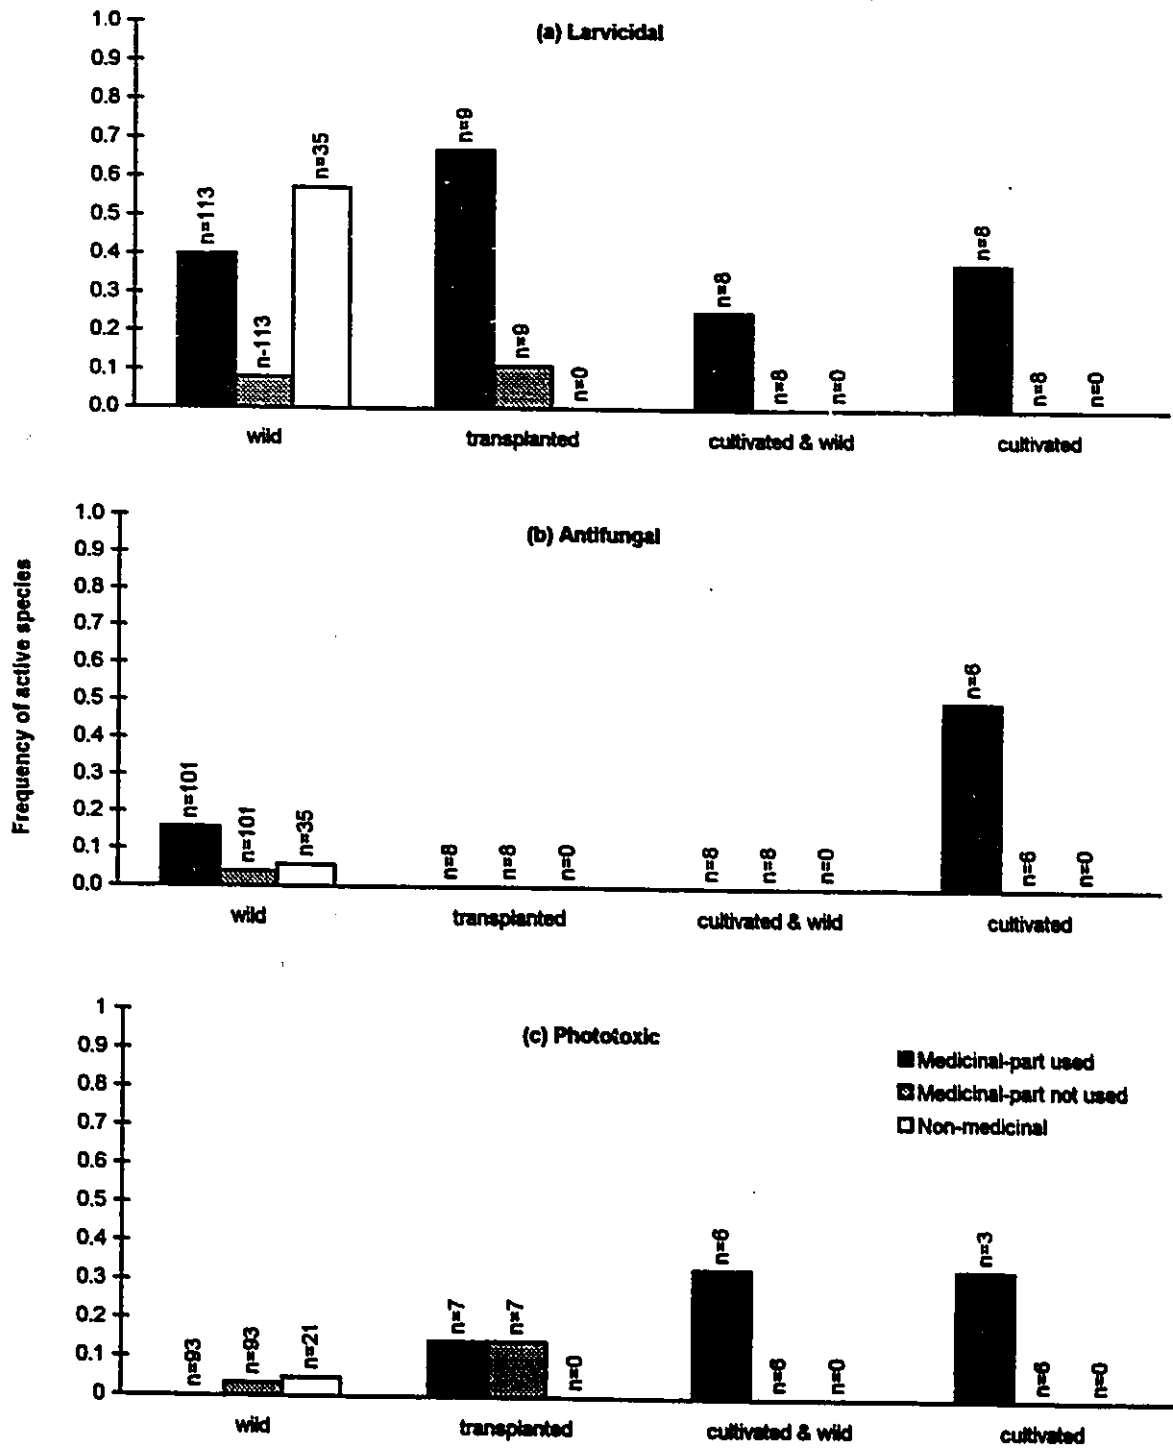 (a) Larvicidal
1.0
0.9
0.8
0.7
0.6
0.5
0.4
0.3
0.2
0.1
0.0
n=113
n-113
n=35
n=9
n=9
n=0
n=8
n=8
n=0
n=8
n=8
n=0
wild
transplanted
cultivated & wild
cultivated
Frequency of active species
(b) Antifungal
1.0
0.9
0.8
0.7
0.6
0.5
0.4
0.3
0.2
0.1
0.0
n=101
n=101
n=35
n=8
n=8
n=0
n=8
n=8
n=0
n=6
n=6
n=0
wild
transplanted
cultivated & wild
cultivated
(c) Phototoxic
1
0.9
0.8
0.7
0.6
0.5
0.4
0.3
0.2
0.1
0
Medicinal-part used
Medicinal-part not used
Non-medicinal
n=93
n=93
n=21
n=7
n=7
n=0
n=6
n=6
n=0
n=3
n=6
n=0
wild
transplanted
cultivated & wild
cultivated